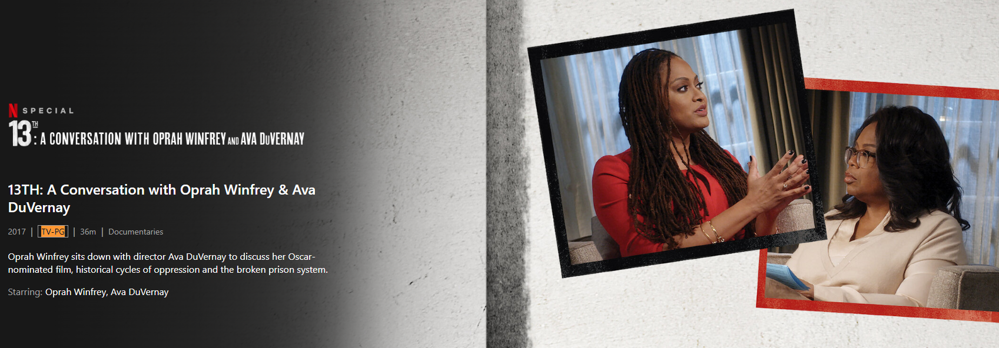 N SPECIAL
13TH: A CONVERSATION WITH OPRAH WINFREY AND AVA DuVERNAY
13TH: A Conversation with Oprah Winfrey & Ava
DuVernay
2017 | TV-PG | 36m | Documentaries
Oprah Winfrey sits down with director Ava DuVernay to discuss her Oscar-
nominated film, historical cycles of oppression and the broken prison system.
Starring: Oprah Winfrey, Ava DuVernay